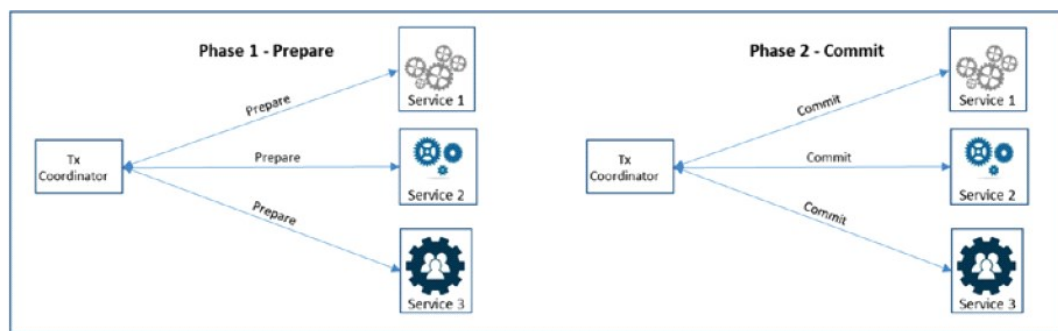 Phase 1 - Prepare
Prepare
Service 1
Tx
Coordinator
Prepare
Service 2
Prepare
Service 3
Phase 2 - Commit
Commit
Service 1
Tx
Coordinator
Commit
Service 2
Commit
Service 3